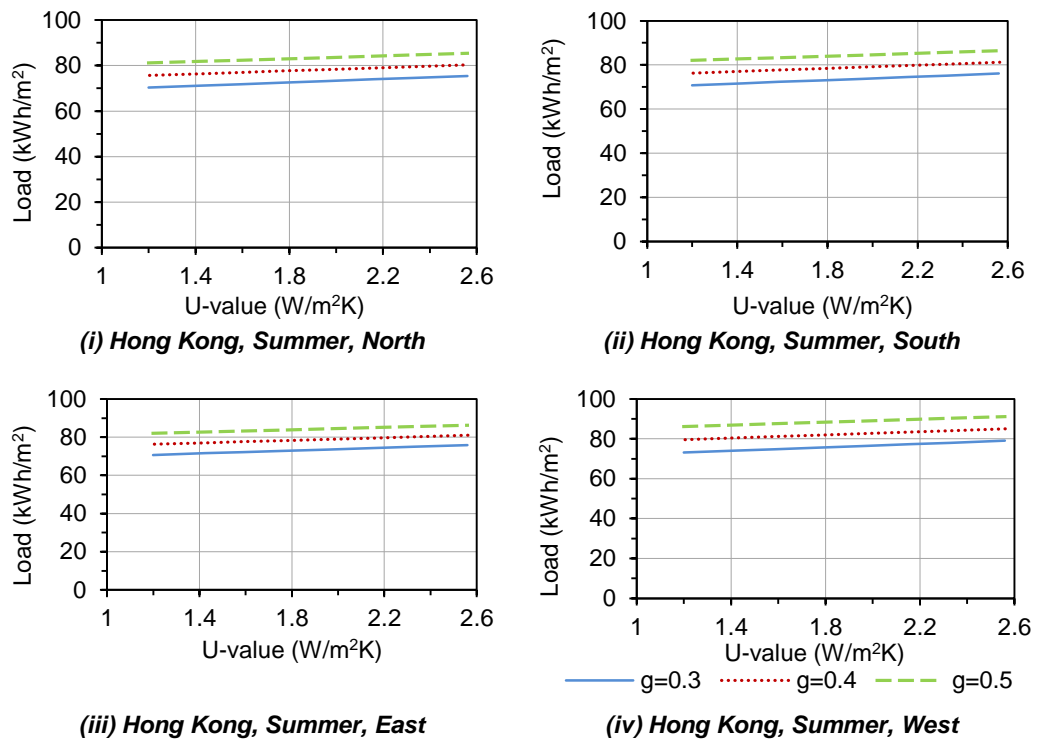 Load (kWh/m²)
100
80
60
40
20
0
1
1.4
1.8
2.2
2.6
U-value (W/m²K)
(i) Hong Kong, Summer, North
Load (kWh/m²)
100
80
60
40
20
0
1
1.4
1.8
2.2
2.6
U-value (W/m²K)
(ii) Hong Kong, Summer, South
Load (kWh/m²)
100
80
60
40
20
0
1
1.4
1.8
2.2
2.6
U-value (W/m²K)
(iii) Hong Kong, Summer, East
Load (kWh/m²)
100
80
60
40
20
0
1
1.4
1.8
2.2
2.6
U-value (W/m²K)
g=0.3
g=0.4
g=0.5
(iv) Hong Kong, Summer, West